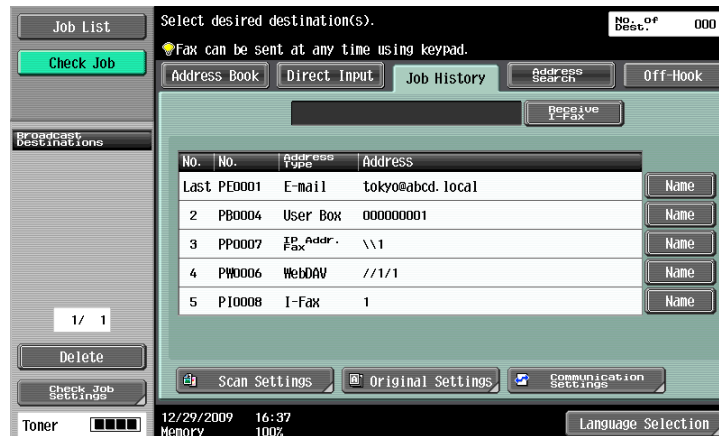 Job List
Check Job
Select desired destination(s).
No. of Dest. 000
Fax can be sent at any time using keypad.
Address Book
Direct Input
Job History
Address Search
Off-Hook
Receive I-Fax
Broadcast Destinations
No. No. Address Type Address
Last PE0001 E-mail tokyo@abcd.local Name
2 PB0004 User Box 000000001 Name
3 PP0007 IP Addr. Fax \\1 Name
4 PW0006 WebDAV //1/1 Name
5 PI0008 I-Fax 1 Name
1/ 1
Delete
Check Job Settings
Scan Settings
Original Settings
Communication Settings
Toner
12/29/2009 16:37
Memory 100%
Language Selection